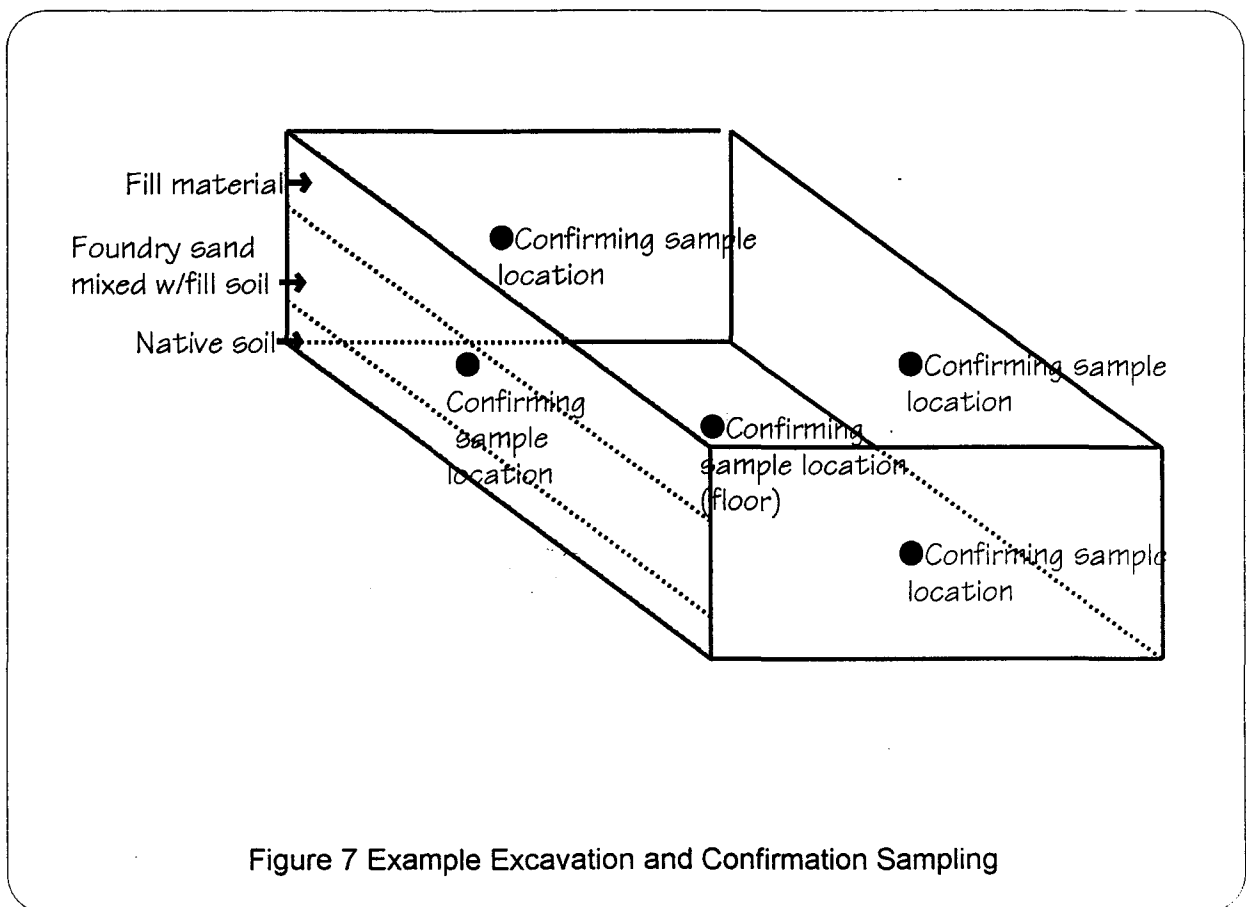 Fill material
Foundry sand
mixed w/fill soil
Native soil
Confirming sample
location
Confirming
sample
location
Confirming
sample location
(floor)
Confirming sample
location
Confirming sample
location
Figure 7 Example Excavation and Confirmation Sampling